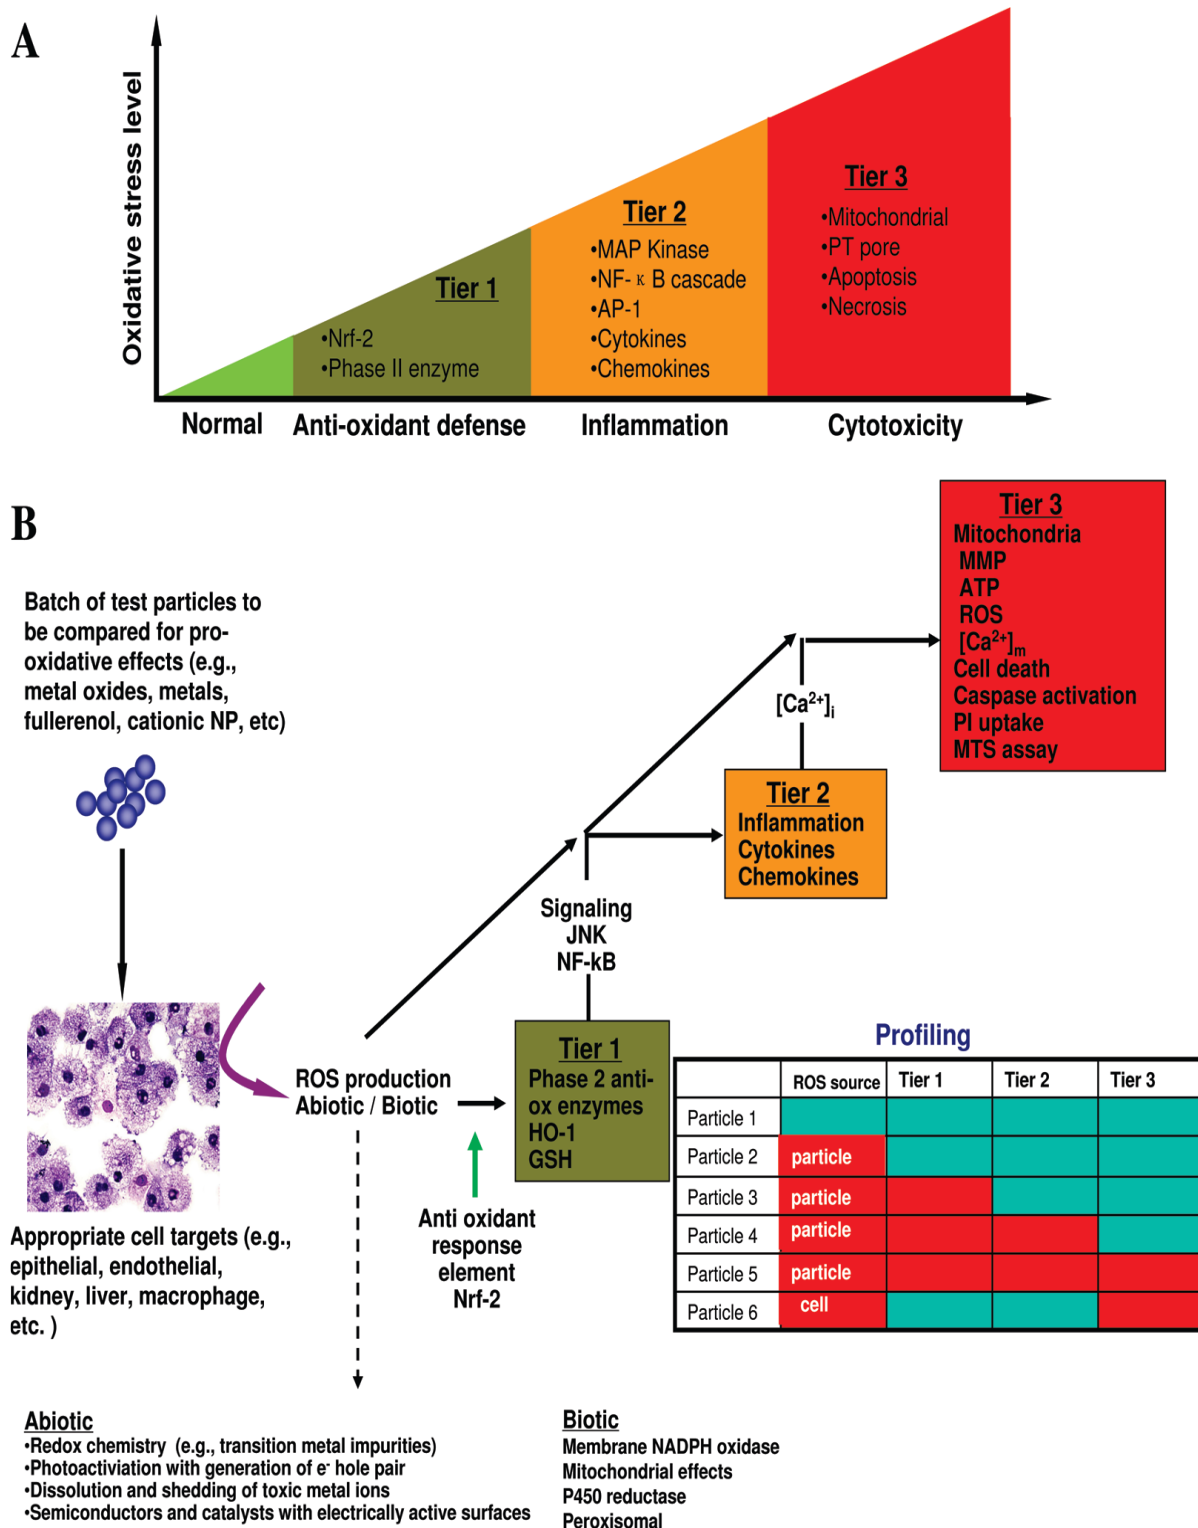 A
Oxidative stress level
Tier 1
•Nrf-2
•Phase II enzyme
Tier 2
•MAP Kinase
•NF- κ B cascade
•AP-1
•Cytokines
•Chemokines
Tier 3
•Mitochondrial
•PT pore
•Apoptosis
•Necrosis
Normal
Anti-oxidant defense
Inflammation
Cytotoxicity
B
Batch of test particles to
be compared for pro-
oxidative effects (e.g.,
metal oxides, metals,
fullerenol, cationic NP, etc)
Appropriate cell targets (e.g.,
epithelial, endothelial,
kidney, liver, macrophage,
etc. )
ROS production
Abiotic / Biotic
Anti oxidant
response
element
Nrf-2
Tier 1
Phase 2 anti-
ox enzymes
HO-1
GSH
Signaling
JNK
NF-kB
Tier 2
Inflammation
Cytokines
Chemokines
[Ca²⁺]ᵢ
Tier 3
Mitochondria
MMP
ATP
ROS
[Ca²⁺]ₘ
Cell death
Caspase activation
PI uptake
MTS assay
Profiling
ROS source Tier 1 Tier 2 Tier 3
Particle 1
Particle 2 particle
Particle 3 particle
Particle 4 particle
Particle 5 particle
Particle 6 cell
Abiotic
•Redox chemistry (e.g., transition metal impurities)
•Photoactiviation with generation of e⁻ hole pair
•Dissolution and shedding of toxic metal ions
•Semiconductors and catalysts with electrically active surfaces
Biotic
Membrane NADPH oxidase
Mitochondrial effects
P450 reductase
Peroxisomal